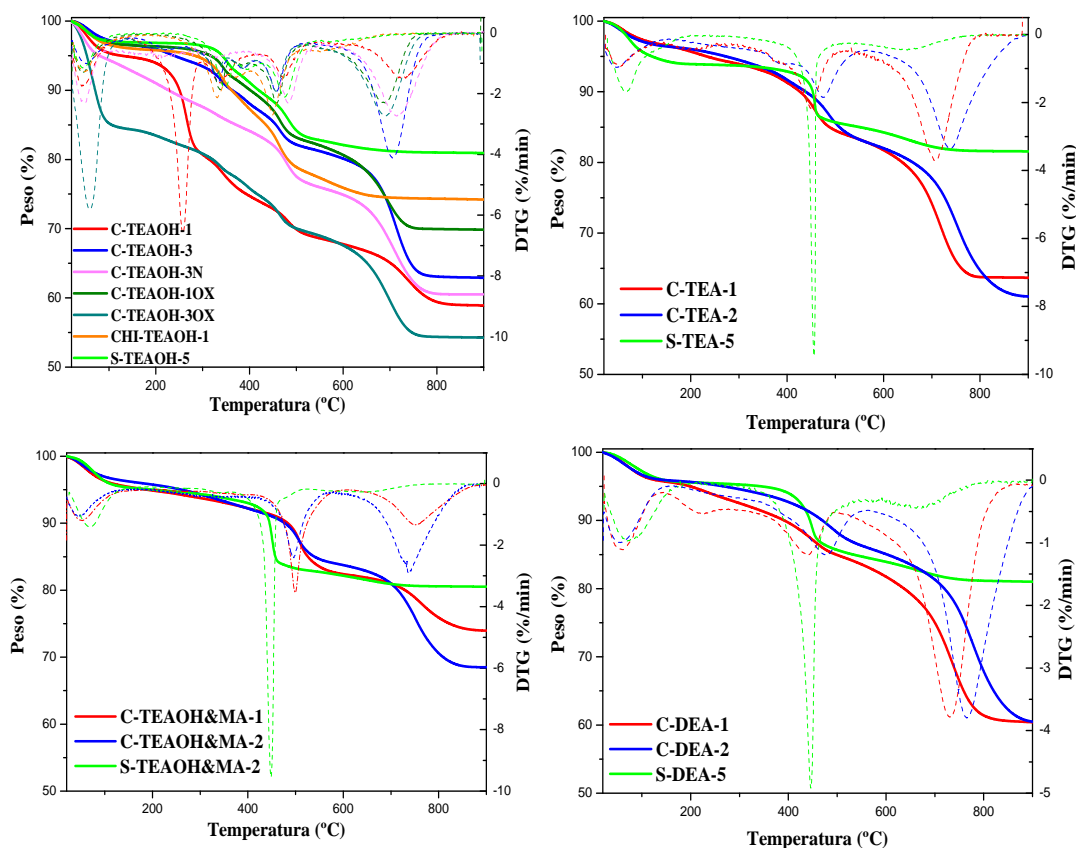 100
90
80
70
60
50
Peso (%)
200
400
600
800
Temperatura (ºC)
0
-2
-4
-6
-8
-10
DTG (%/min)
C-TEAOH-1
C-TEAOH-3
C-TEAOH-3N
C-TEAOH-1OX
C-TEAOH-3OX
CHI-TEAOH-1
S-TEAOH-5
100
90
80
70
60
50
Peso (%)
200
400
600
800
Temperatura (ºC)
0
-1
-2
-3
-4
-5
-6
-7
-8
-9
-10
DTG (%/min)
C-TEA-1
C-TEA-2
S-TEA-5
100
90
80
70
60
50
Peso (%)
200
400
600
800
Temperatura (ºC)
0
-2
-4
-6
-8
-10
DTG (%/min)
C-TEAOH&MA-1
C-TEAOH&MA-2
S-TEAOH&MA-2
100
90
80
70
60
50
Peso (%)
200
400
600
800
Temperatura (ºC)
0
-1
-2
-3
-4
-5
DTG (%/min)
C-DEA-1
C-DEA-2
S-DEA-5